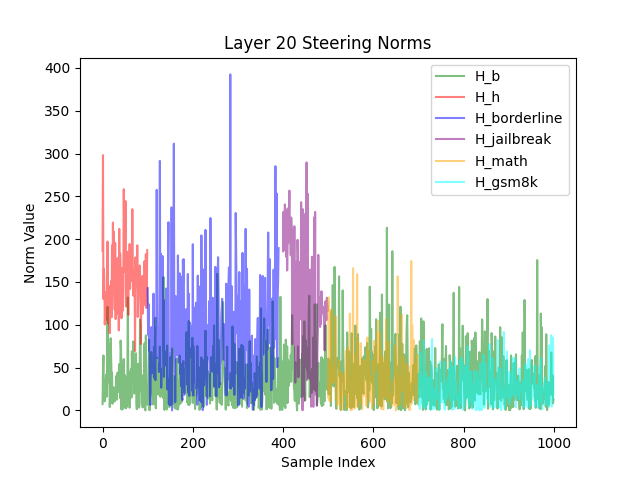 Layer 20 Steering Norms
400
350
300
250
200
150
100
50
0
Norm Value
H_b
H_h
H_borderline
H_jailbreak
H_math
H_gsm8k
0 200 400 600 800 1000
Sample Index